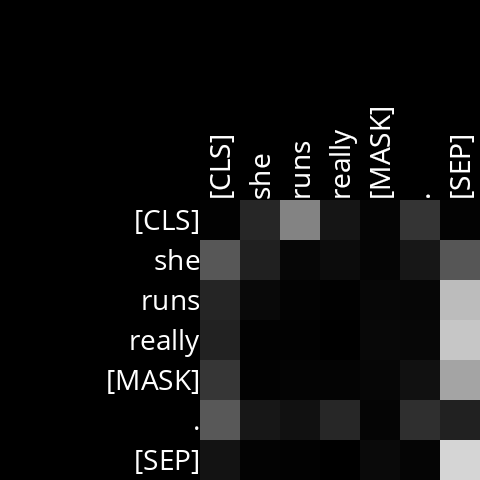 [CLS] she runs really [MASK] . [SEP]
[CLS]
she
runs
really
[MASK]
.
[SEP]